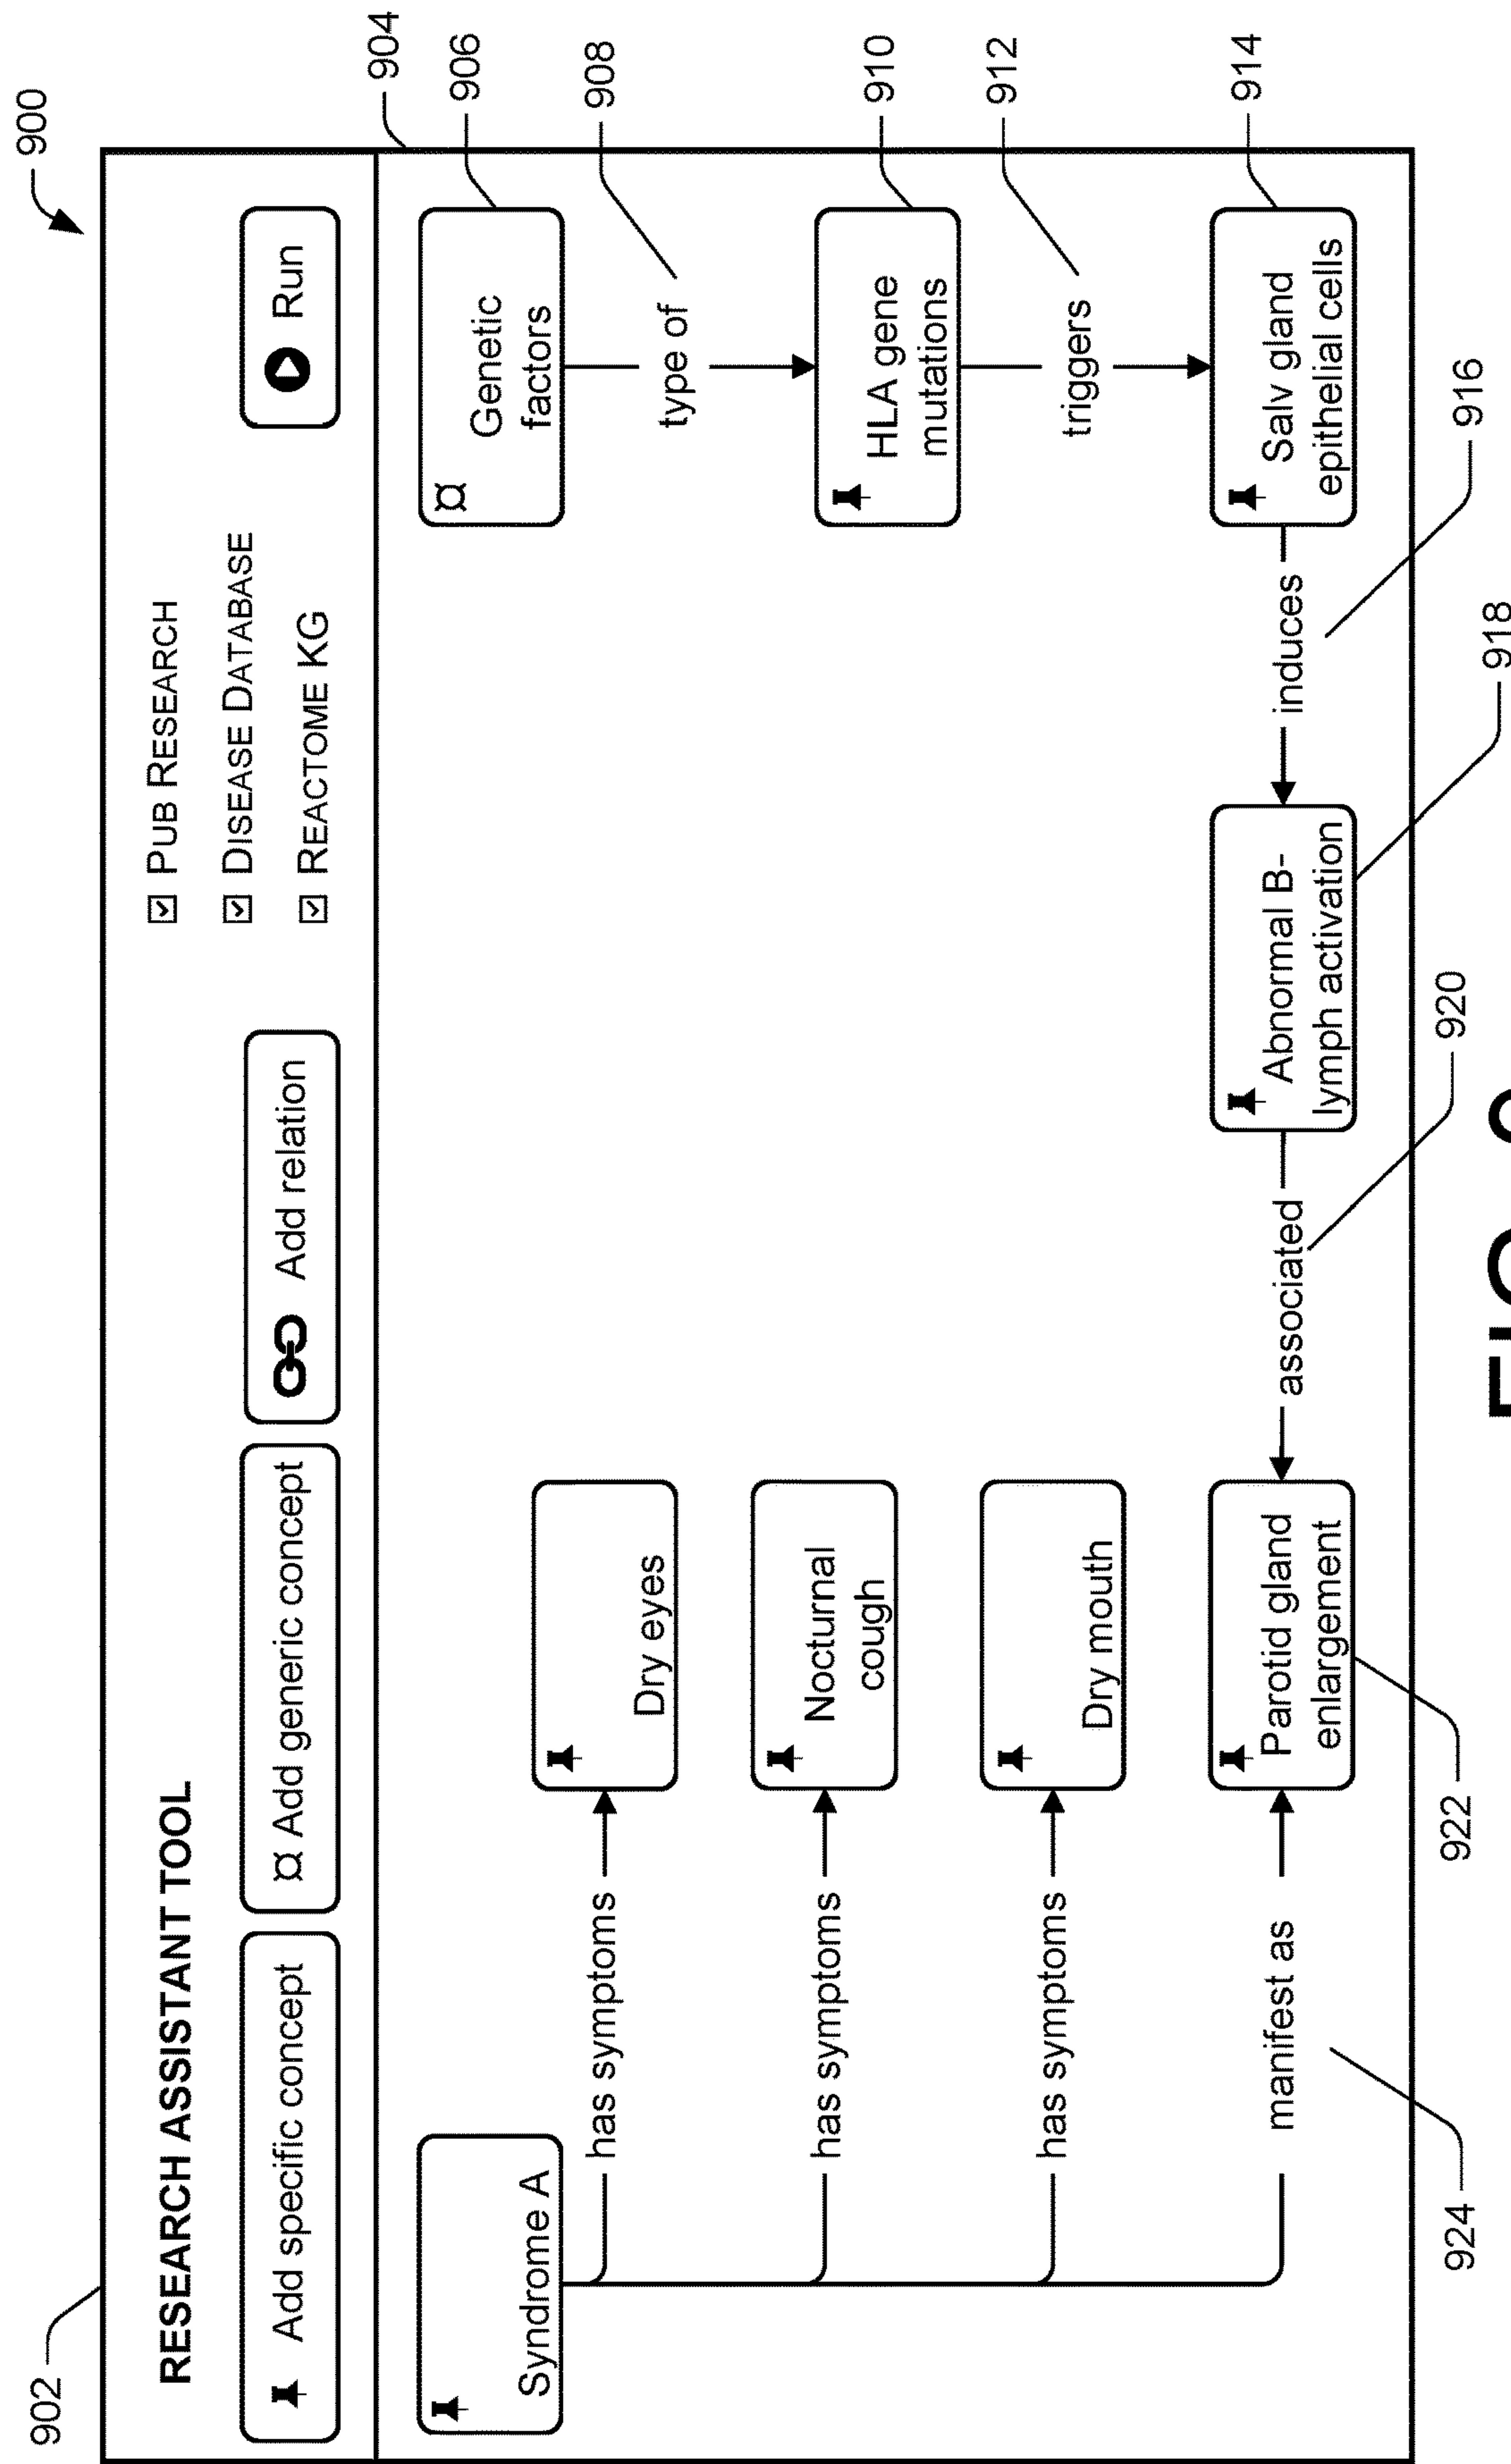 900
902
RESEARCH ASSISTANT TOOL
Add specific concept
Add generic concept
Add relation
PUB RESEARCH
DISEASE DATABASE
REACTOME KG
Run
904
Syndrome A
has symptoms
Dry eyes
has symptoms
Nocturnal
cough
has symptoms
Dry mouth
manifest as
Parotid gland
enlargement
associated
Abnormal B-
lymph activation
induces
Genetic
factors
906
type of
908
HLA gene
mutations
910
triggers
912
Salv gland
epithelial cells
914
924
922
920
918
916